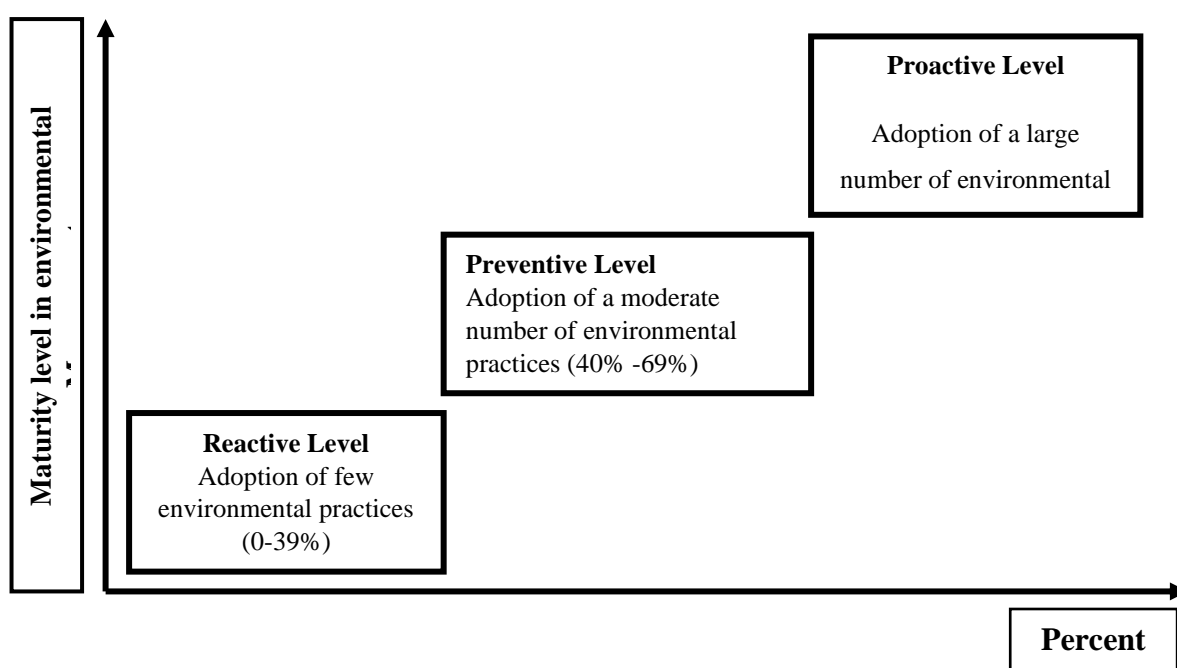 Maturity level in environmental
Proactive Level
Adoption of a large
number of environmental
Preventive Level
Adoption of a moderate
number of environmental
practices (40% -69%)
Reactive Level
Adoption of few
environmental practices
(0-39%)
Percent